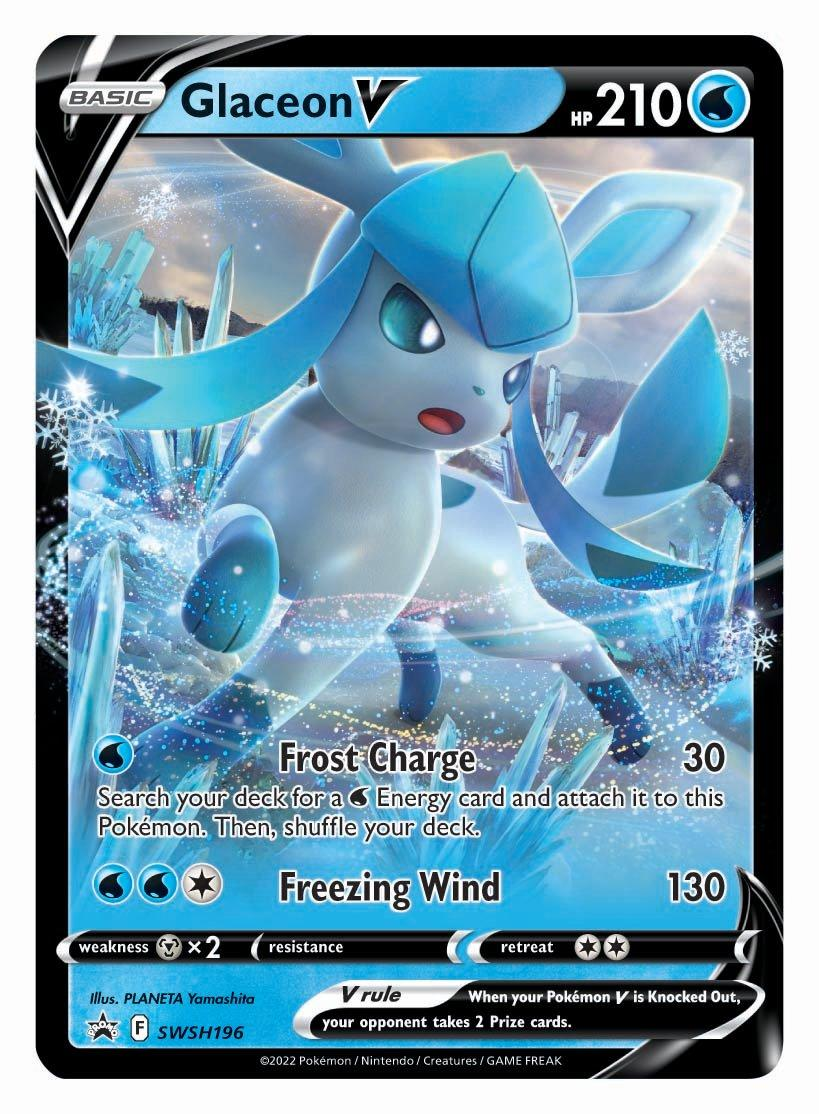 BASIC Glaceon V HP 210
Frost Charge 30
Search your deck for a Energy card and attach it to this
Pokémon. Then, shuffle your deck.
Freezing Wind 130
weakness ×2 resistance retreat
Illus. PLANETA Yamashita
V rule When your Pokémon V is Knocked Out,
your opponent takes 2 Prize cards.
PROMO F SWSH196
©2022 Pokémon / Nintendo / Creatures / GAME FREAK